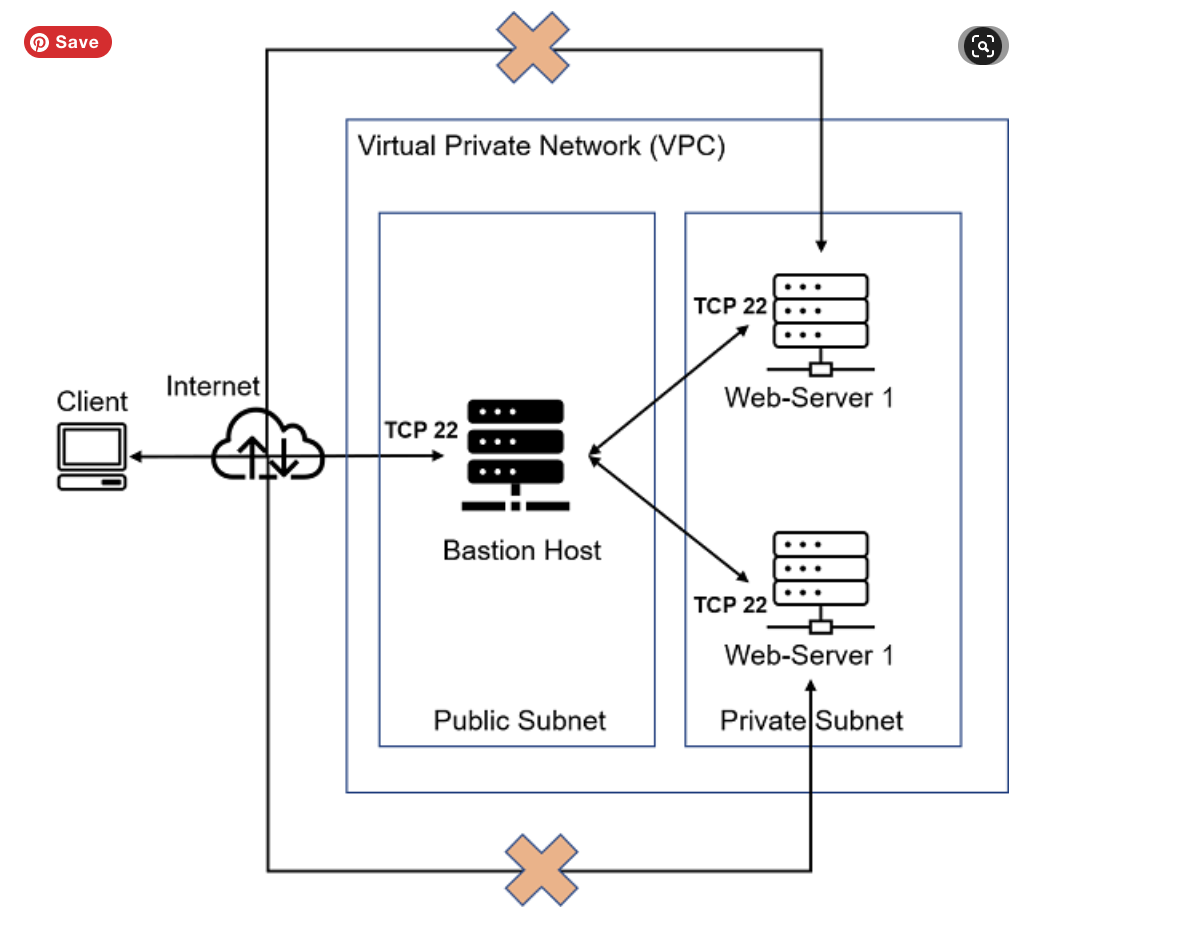 Save
Virtual Private Network (VPC)
TCP 22
Web-Server 1
Internet
Client
TCP 22
Bastion Host
TCP 22
Web-Server 1
Public Subnet
Private Subnet